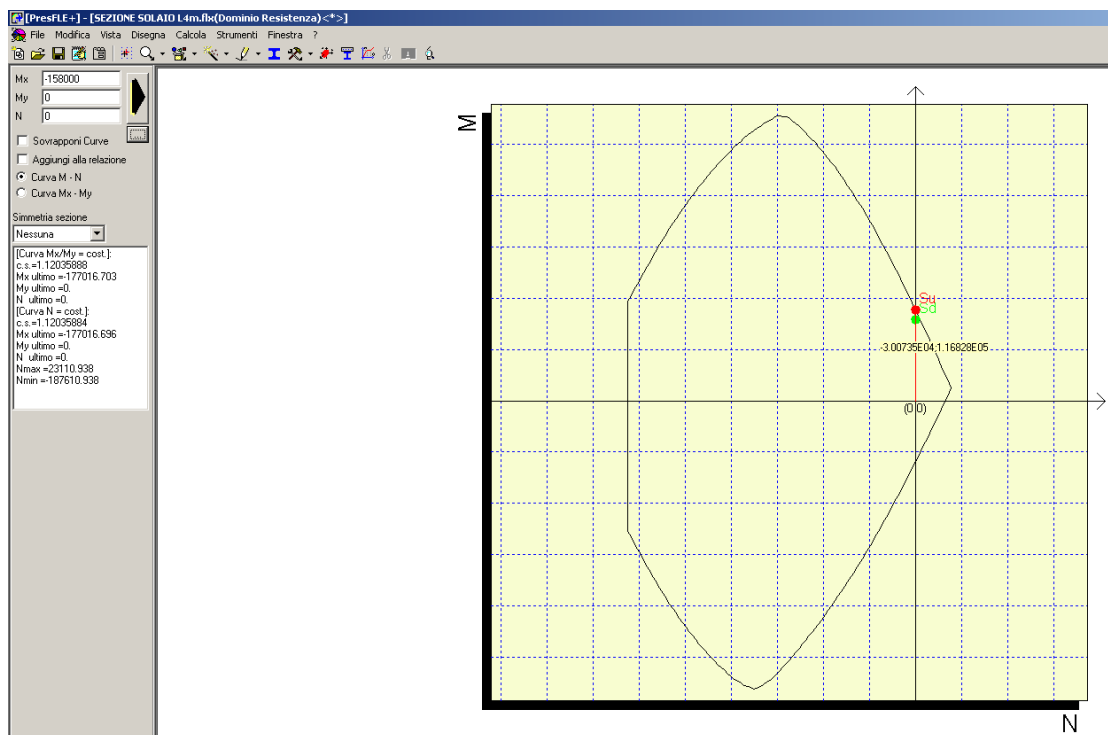 [PresFLE+] - [SEZIONE SOLAIO L4m.flx(Dominio Resistenza)<*>]
File Modifica Vista Disegna Calcola Strumenti Finestra ?
Mx -158000
My 0
N 0
...
Sovrapponi Curve
Aggiungi alla relazione
Curva M - N
Curva Mx - My
Simmetria sezione
Nessuna
[Curva Mx/My = cost.]:
c.s.=1.12035888
Mx ultimo =-177016.703
My ultimo =0.
N ultimo =0.
[Curva N = cost.]:
c.s.=1.12035884
Mx ultimo =-177016.696
My ultimo =0.
N ultimo =0.
Nmax =23110.938
Nmin =-187610.938
M
Su
Sd
-3.00735E04;1.16828E05
(0 0)
N